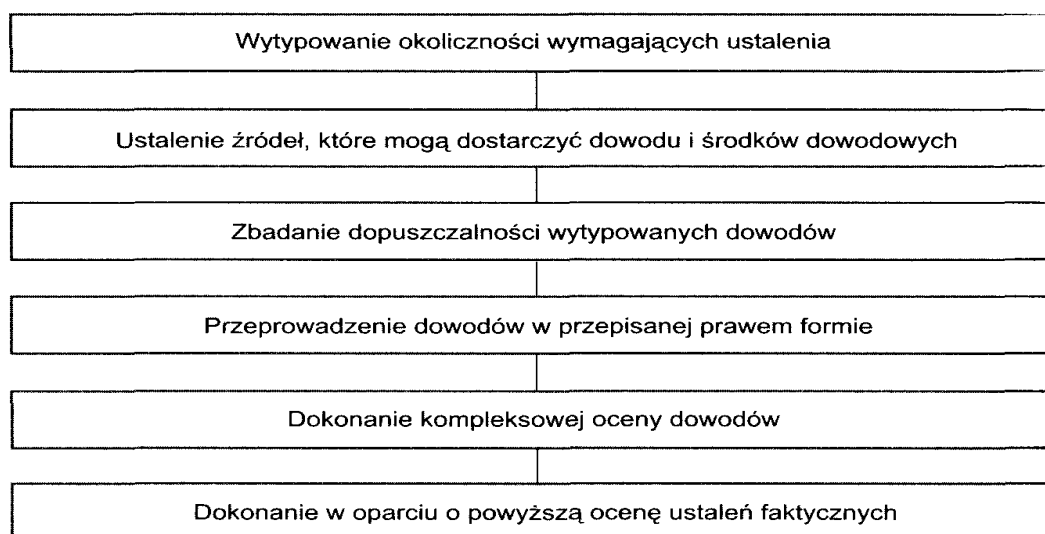 Wytypowanie okoliczności wymagających ustalenia
Ustalenie źródeł, które mogą dostarczyć dowodu i środków dowodowych
Zbadanie dopuszczalności wytypowanych dowodów
Przeprowadzenie dowodów w przepisanej prawem formie
Dokonanie kompleksowej oceny dowodów
Dokonanie w oparciu o powyższą ocenę ustaleń faktycznych